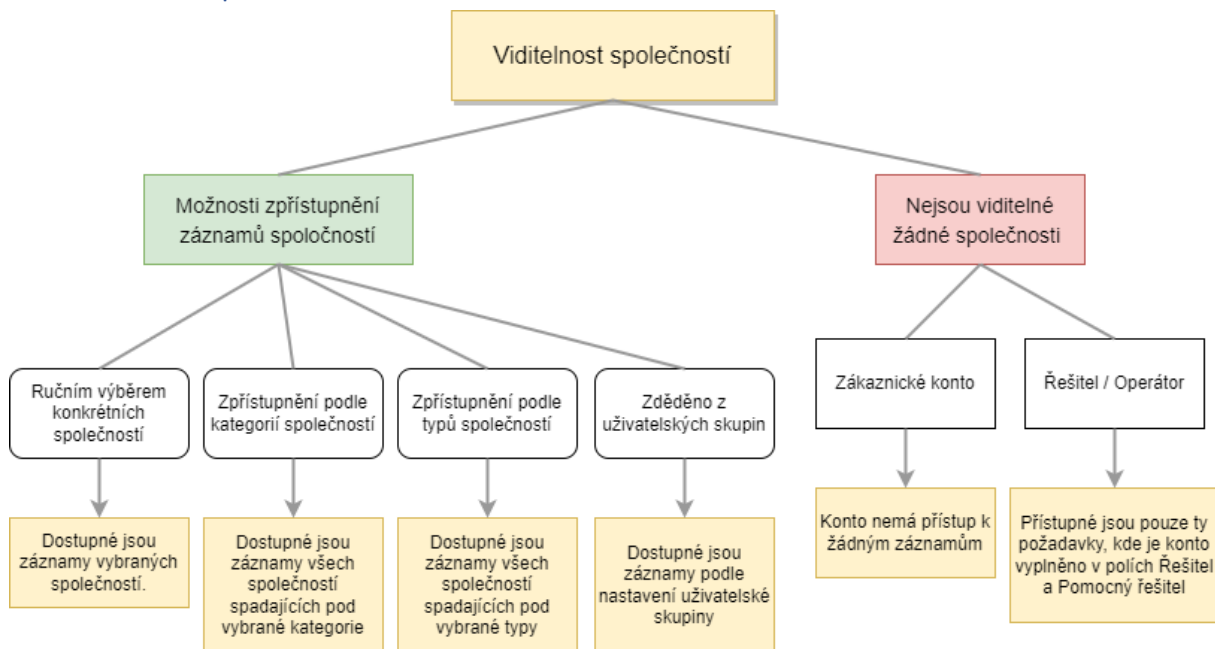 Viditelnost společností
Možnosti zpřístupnění
záznamů spoločností
Nejsou viditelné
žádné společnosti
Ručním výběrem
konkrétních
společností
Zpřístupnění podle
kategorií společností
Zpřístupnění podle
typů společností
Zděděno z
uživatelských skupin
Zákaznické konto
Řešitel / Operátor
Dostupné jsou
záznamy vybraných
společností.
Dostupné jsou
záznamy všech
společností
spadajících pod
vybrané kategorie
Dostupné jsou
záznamy všech
společností
spadajících pod
vybrané typy
Dostupné jsou
záznamy podle
nastavení uživatelské
skupiny
Konto nemá přístup k
žádným záznamům
Přístupné jsou pouze ty
požadavky, kde je konto
vyplněno v polích Řešitel
a Pomocný řešitel